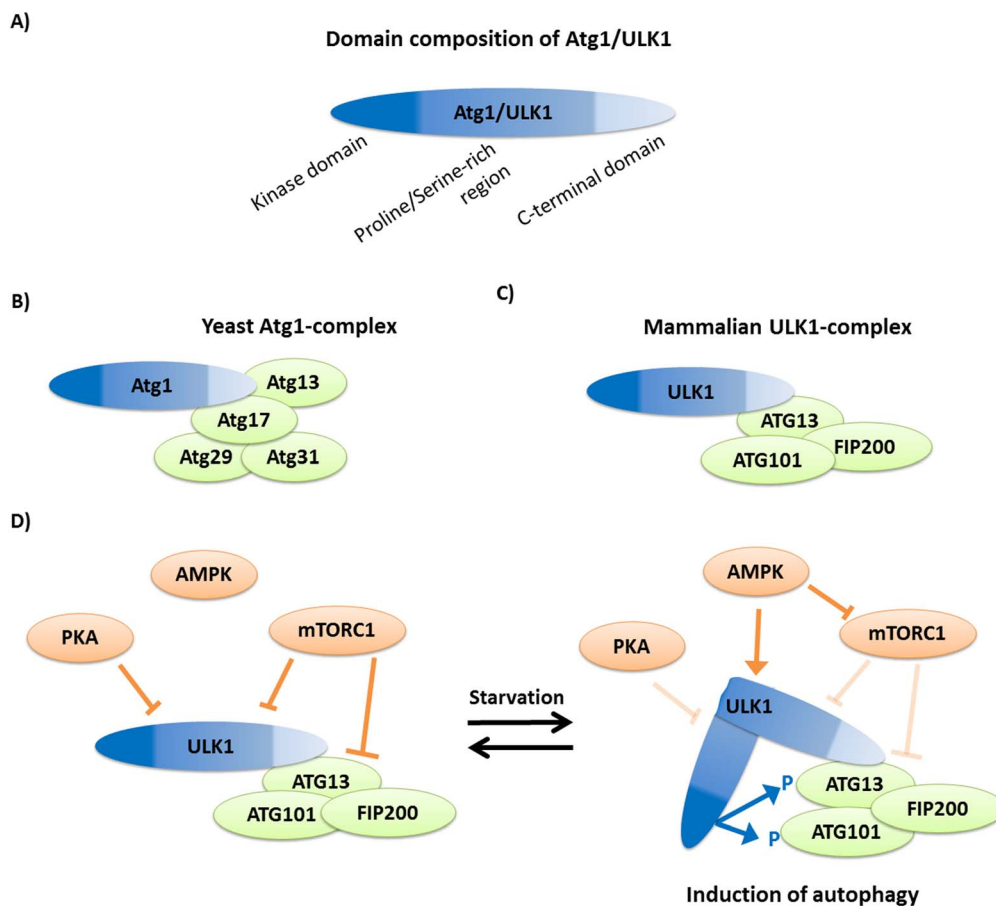 A)
Domain composition of Atg1/ULK1
Atg1/ULK1
Kinase domain
Proline/Serine-rich
region
C-terminal domain
B)
Yeast Atg1-complex
Atg1
Atg13
Atg17
Atg29
Atg31
C)
Mammalian ULK1-complex
ULK1
ATG13
FIP200
ATG101
D)
AMPK
PKA
mTORC1
ULK1
ATG13
ATG101
FIP200
Starvation
AMPK
PKA
mTORC1
ULK1
P
ATG13
FIP200
P
ATG101
Induction of autophagy